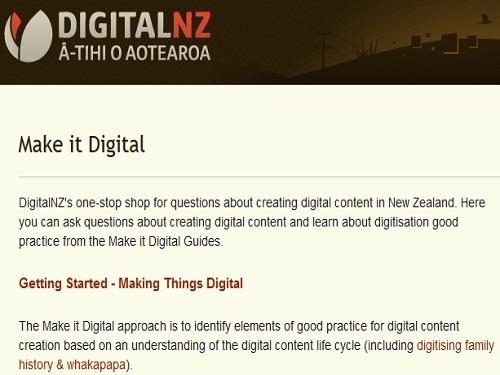 DIGITALNZ
Ā-TIHI O AOTEAROA
Make it Digital
DigitalNZ's one-stop shop for questions about creating digital content in New Zealand. Here
you can ask questions about creating digital content and learn about digitisation good
practice from the Make it Digital Guides.
Getting Started - Making Things Digital
The Make it Digital approach is to identify elements of good practice for digital content
creation based on an understanding of the digital content life cycle (including digitising family
history & whakapapa).